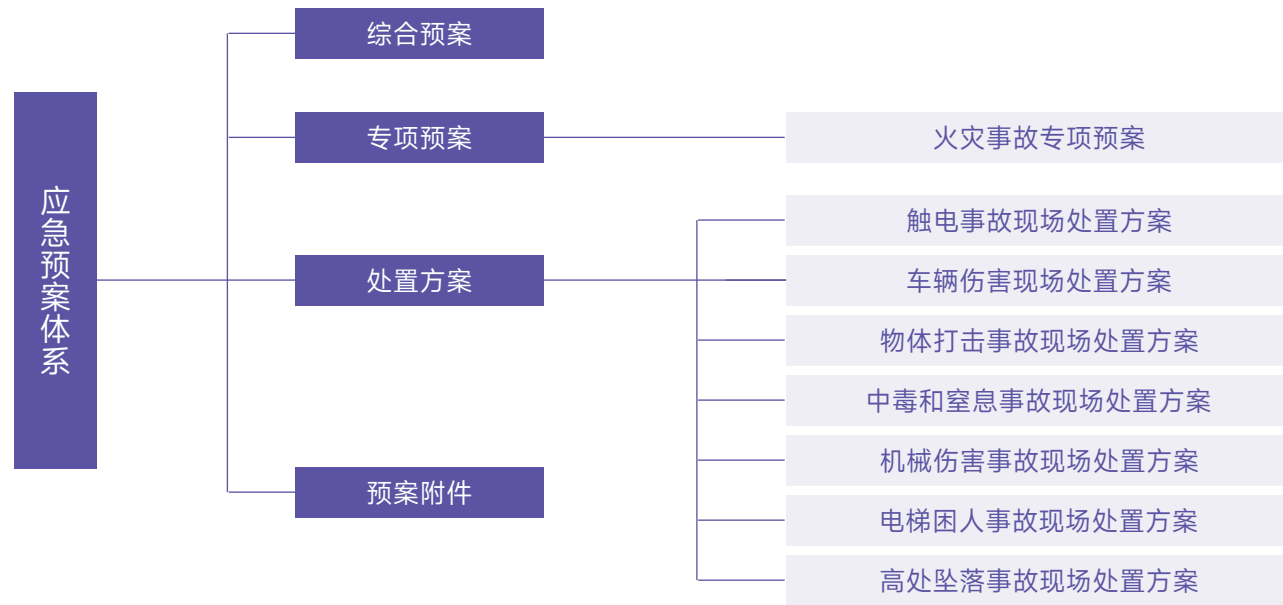 应急预案体系
综合预案
专项预案
火灾事故专项预案
处置方案
触电事故现场处置方案
车辆伤害现场处置方案
物体打击事故现场处置方案
中毒和窒息事故现场处置方案
机械伤害事故现场处置方案
电梯困人事故现场处置方案
高处坠落事故现场处置方案
预案附件